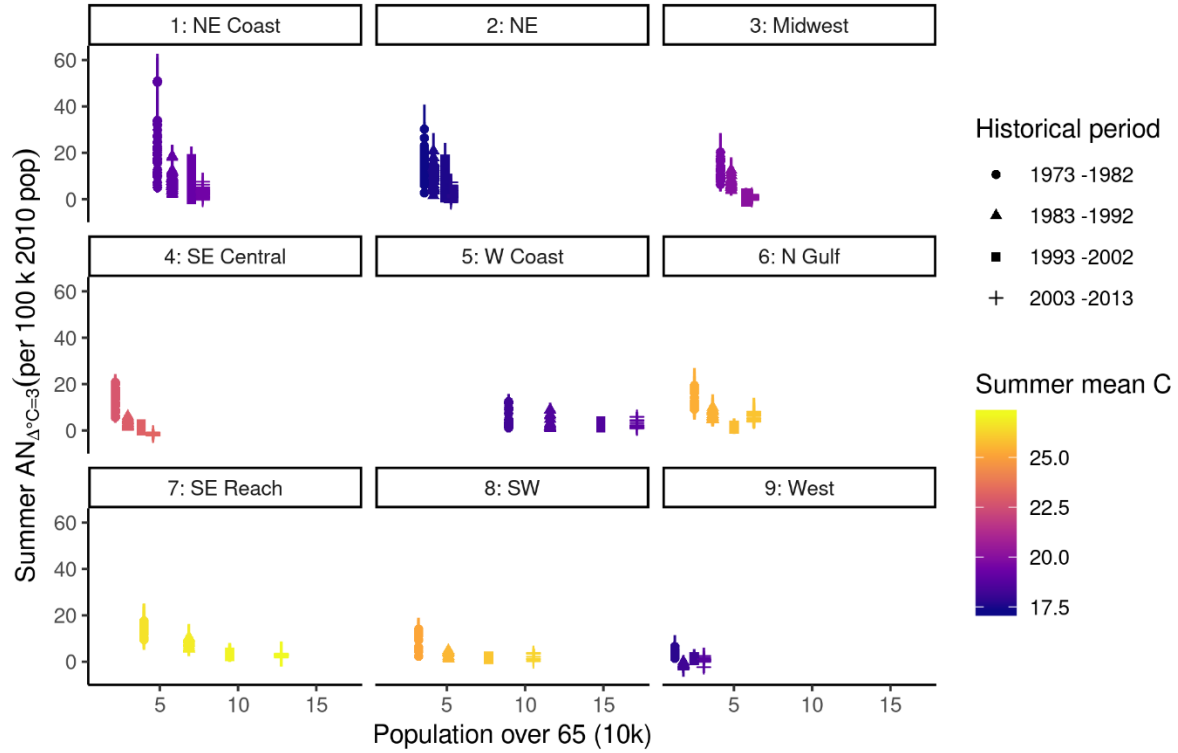 1: NE Coast
2: NE
3: Midwest
60
40
20
0
4: SE Central
5: W Coast
6: N Gulf
60
40
20
0
7: SE Reach
8: SW
9: West
60
40
20
0
5 10 15
5 10 15
5 10 15
Population over 65 (10k)
Summer AN Δ°C=3 (per 100 k 2010 pop)
Historical period
1973 -1982
1983 -1992
1993 -2002
2003 -2013
Summer mean C
25.0
22.5
20.0
17.5